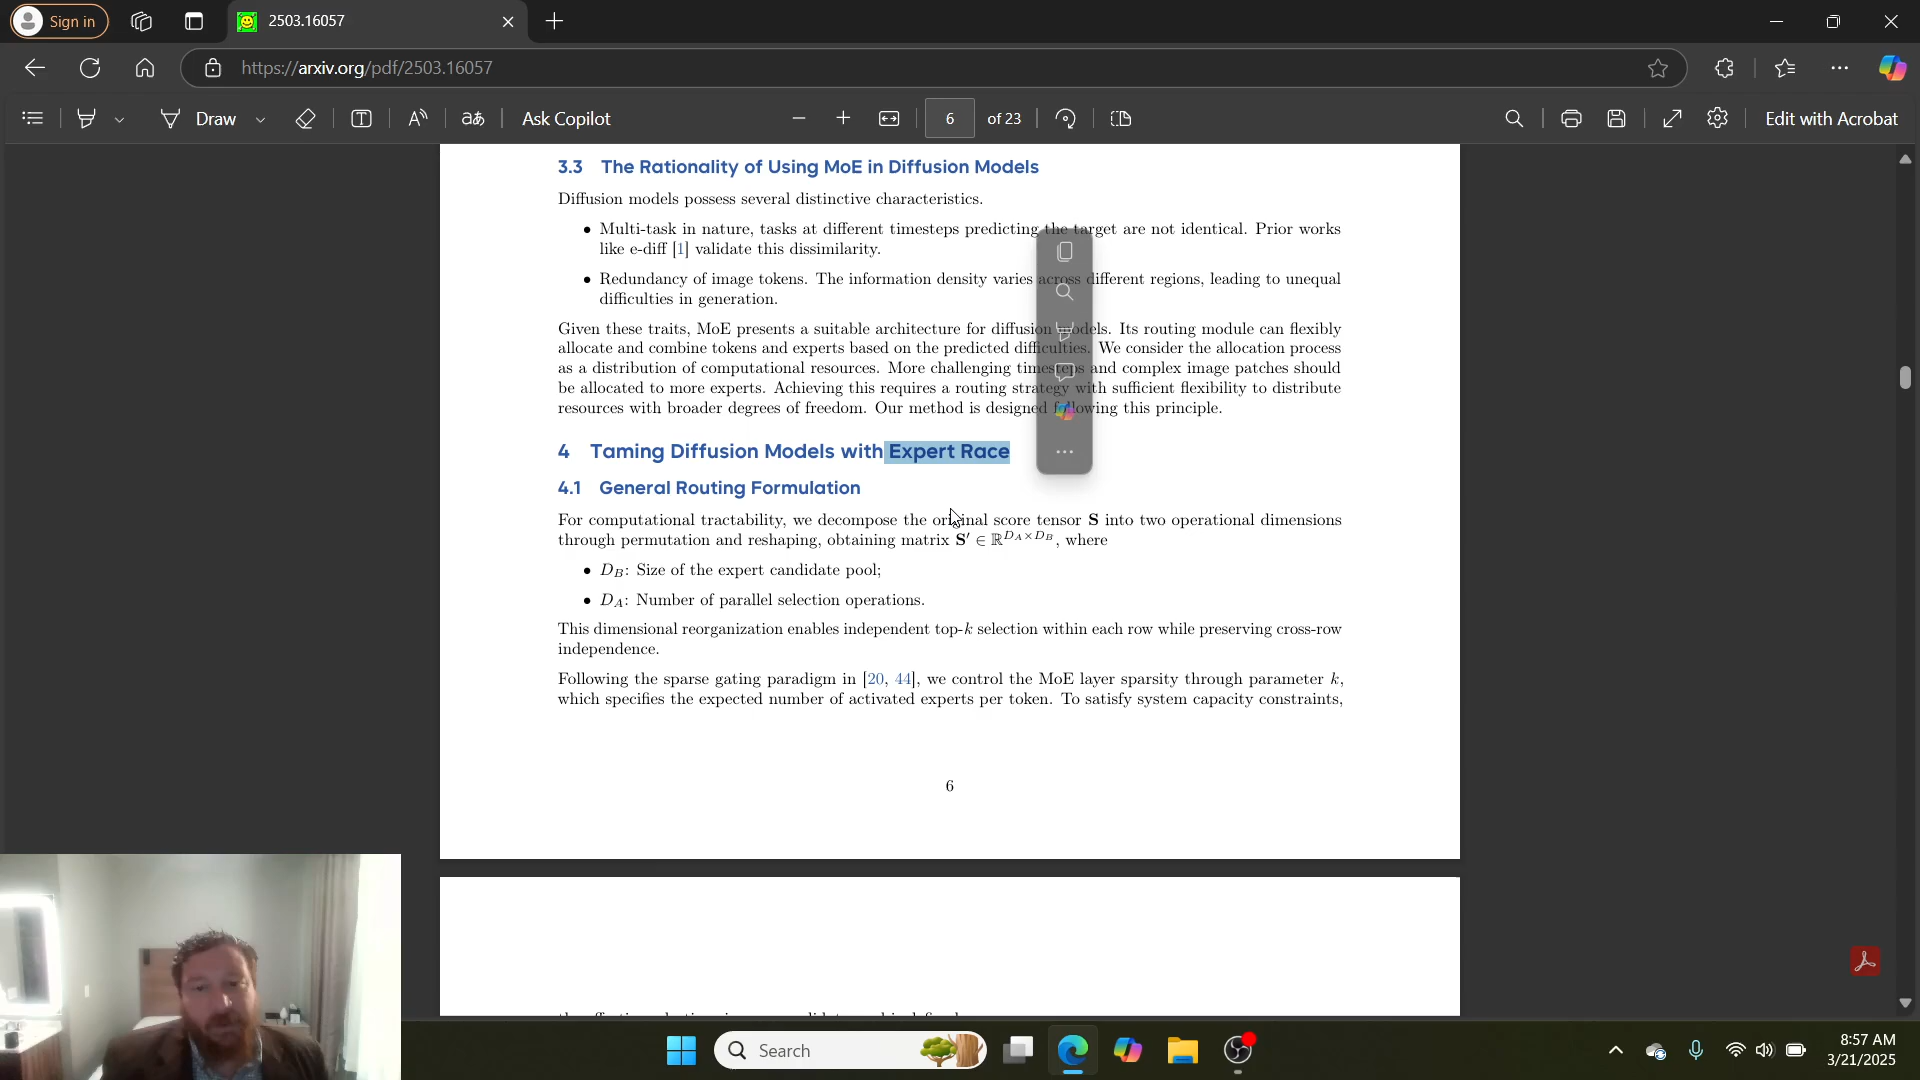 Sign in
2503.16057
https://arxiv.org/pdf/2503.16057
Draw
Ask Copilot
6 of 23
Edit with Acrobat
3.3 The Rationality of Using MoE in Diffusion Models
Diffusion models possess several distinctive characteristics.
• Multi-task in nature, tasks at different timesteps predicting the target are not identical. Prior works
like e-diff [1] validate this dissimilarity.
• Redundancy of image tokens. The information density varies across different regions, leading to unequal
difficulties in generation.
Given these traits, MoE presents a suitable architecture for diffusion models. Its routing module can flexibly
allocate and combine tokens and experts based on the predicted difficulties. We consider the allocation process
as a distribution of computational resources. More challenging timesteps and complex image patches should
be allocated to more experts. Achieving this requires a routing strategy with sufficient flexibility to distribute
resources with broader degrees of freedom. Our method is designed following this principle.
4 Taming Diffusion Models with Expert Race
4.1 General Routing Formulation
For computational tractability, we decompose the original score tensor S into two operational dimensions
through permutation and reshaping, obtaining matrix S′ ∈ ℝ^{D_A×D_B}, where
• D_B: Size of the expert candidate pool;
• D_A: Number of parallel selection operations.
This dimensional reorganization enables independent top-k selection within each row while preserving cross-row
independence.
Following the sparse gating paradigm in [20, 44], we control the MoE layer sparsity through parameter k,
which specifies the expected number of activated experts per token. To satisfy system capacity constraints,
6
Search
8:57 AM
3/21/2025